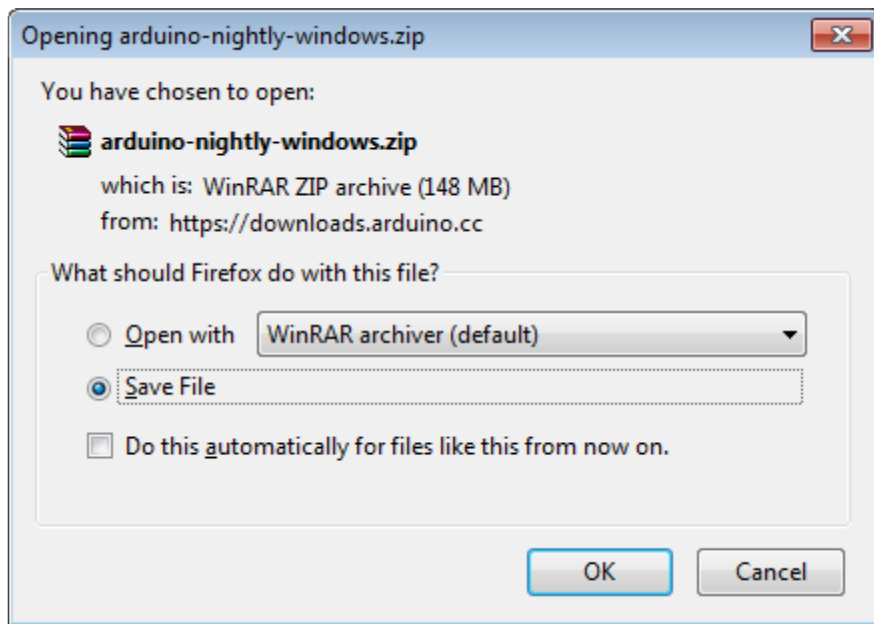 Opening arduino-nightly-windows.zip
You have chosen to open:
arduino-nightly-windows.zip
which is: WinRAR ZIP archive (148 MB)
from: https://downloads.arduino.cc
What should Firefox do with this file?
Open with WinRAR archiver (default)
Save File
Do this automatically for files like this from now on.
OK Cancel